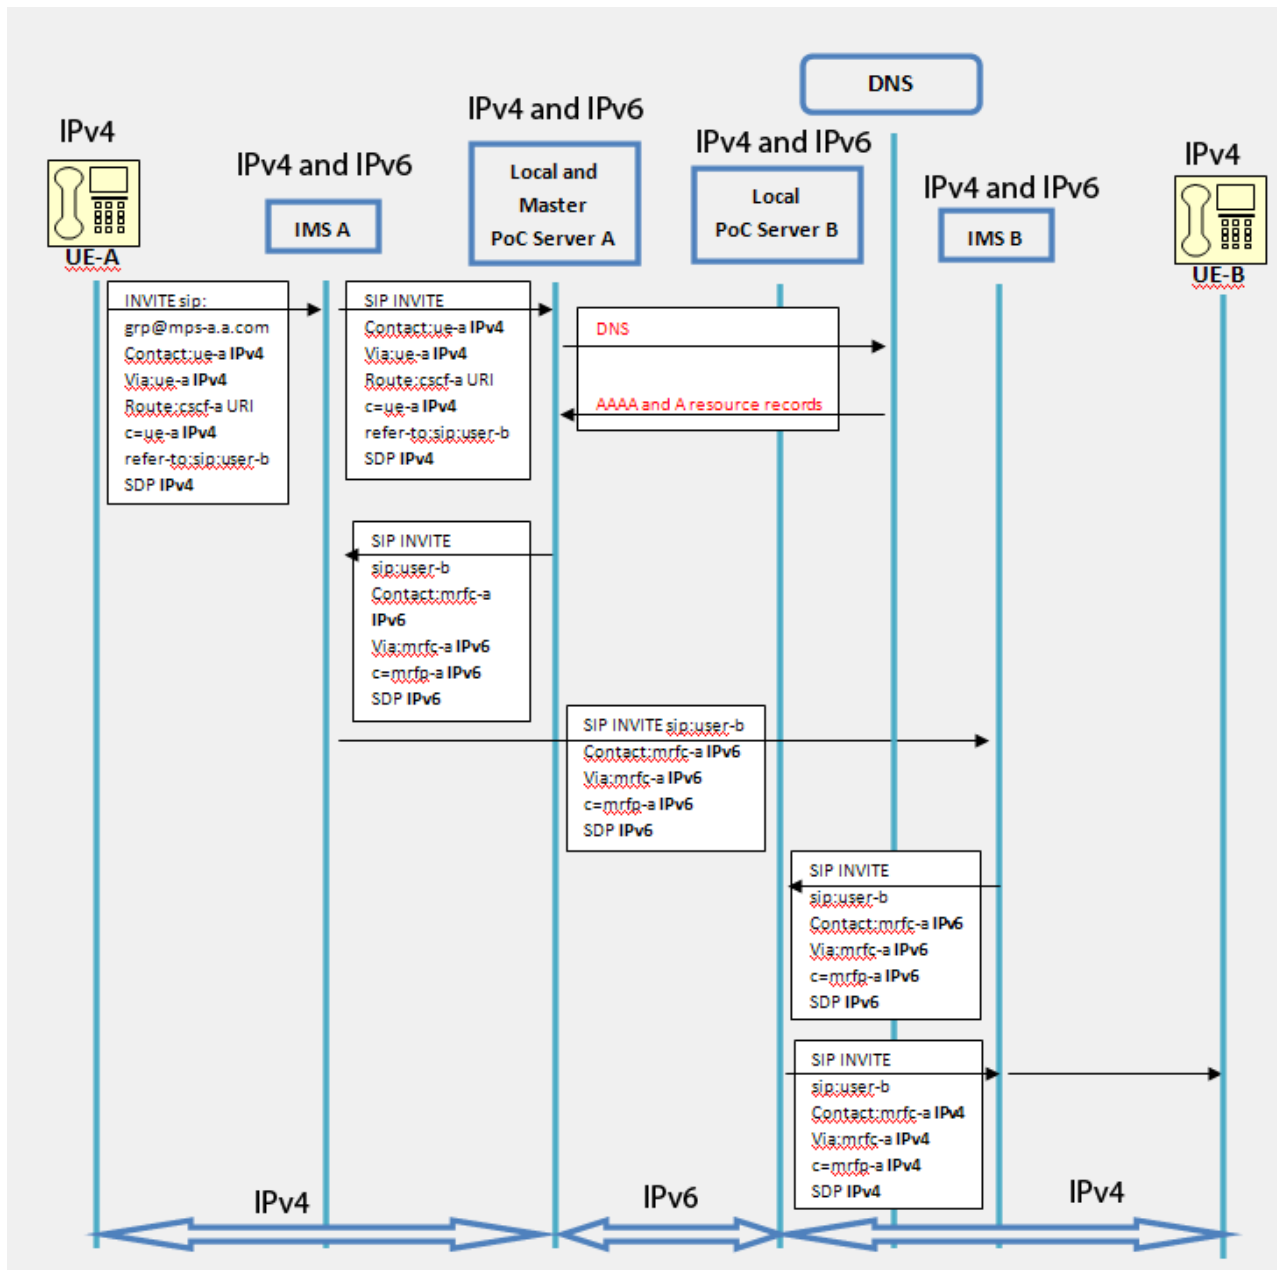 DNS
IPv4 and IPv6
IPv4
IPv4 and IPv6
IPv4
IPv4 and IPv6
IPv4 and IPv6
Local and
Master
PoC Server A
Local
PoC Server B
IMS A
IMS B
UE-A
UE-B
INVITE sip:
grp@mps-a.a.com
Contact:ue-a IPv4
Via:ue-a IPv4
Route:cscf-a URI
c=ue-a IPv4
refer-to:sip:user-b
SDP IPv4
SIP INVITE
Contact:ue-a IPv4
Via:ue-a IPv4
Route:cscf-a URI
c=ue-a IPv4
refer-to:sip:user-b
SDP IPv4
DNS
AAAA and A resource records
SIP INVITE
sip:user-b
Contact:mrfc-a
IPv6
Via:mrfc-a IPv6
c=mrfp-a IPv6
SDP IPv6
SIP INVITE sip:user-b
Contact:mrfc-a IPv6
Via:mrfc-a IPv6
c=mrfp-a IPv6
SDP IPv6
SIP INVITE
sip:user-b
Contact:mrfc-a IPv6
Via:mrfc-a IPv6
c=mrfp-a IPv6
SDP IPv6
SIP INVITE
sip:user-b
Contact:mrfc-a IPv4
Via:mrfc-a IPv4
c=mrfp-a IPv4
SDP IPv4
IPv4
IPv6
IPv4